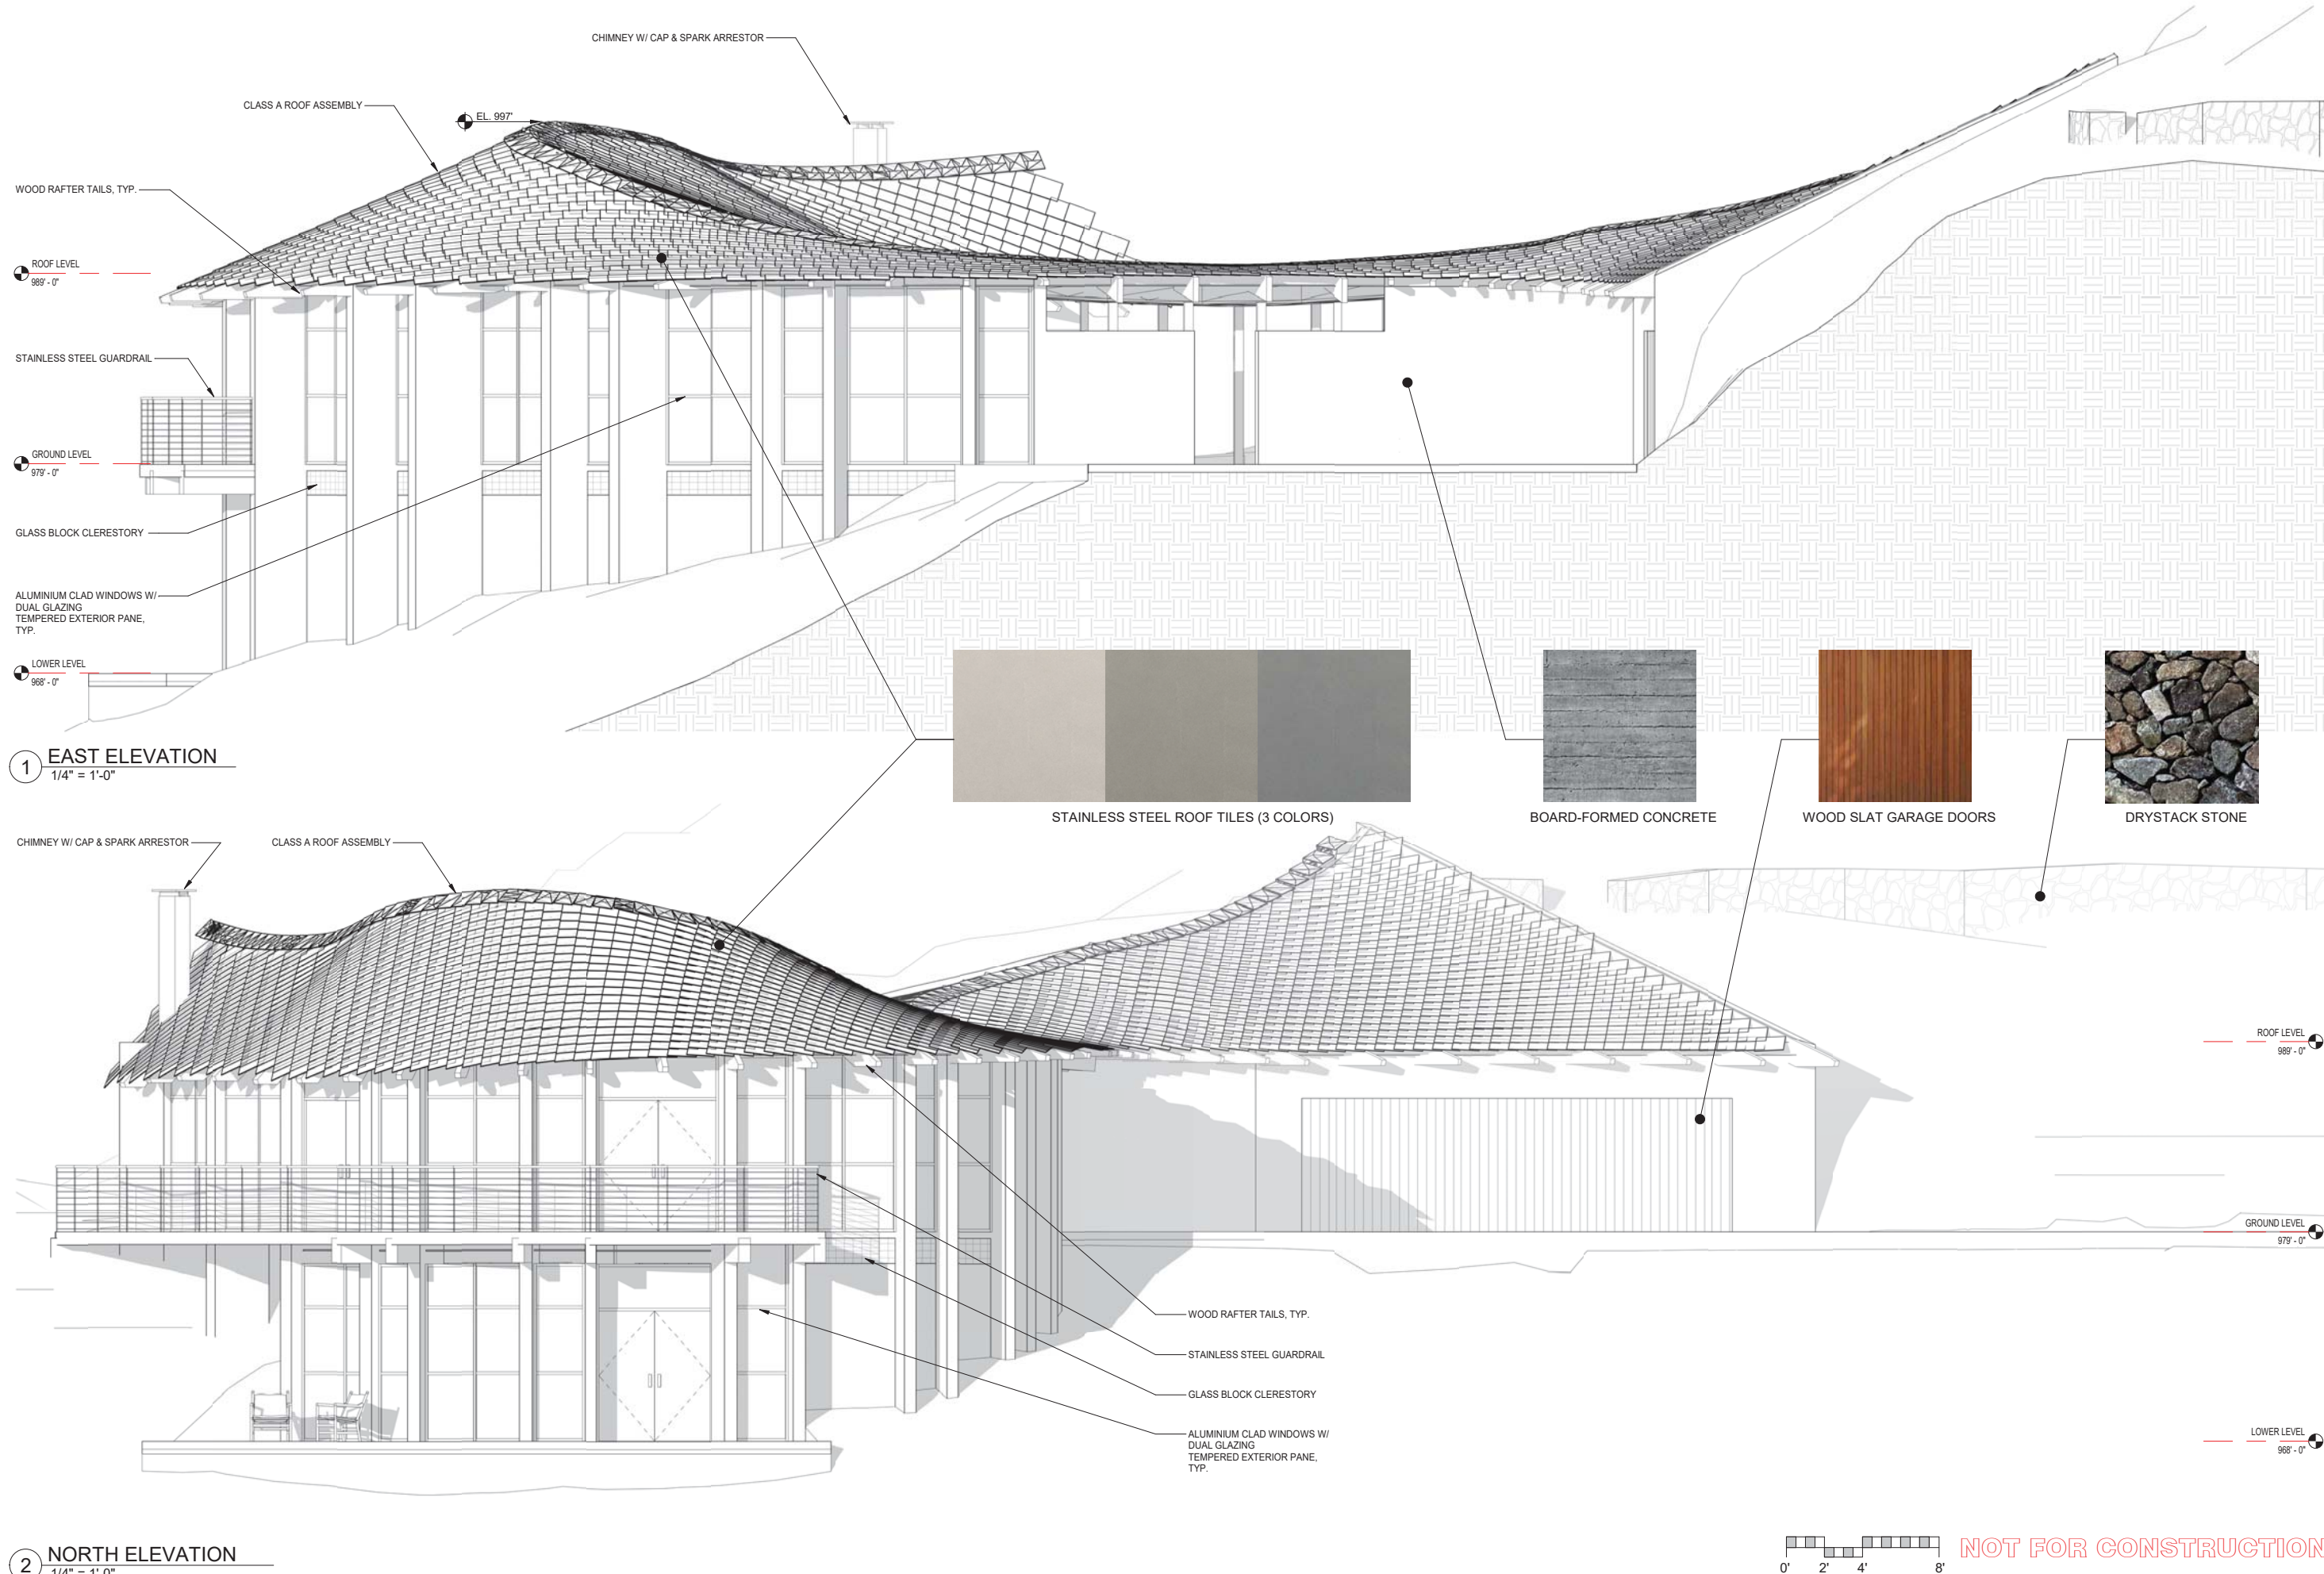 CHIMNEY W/ CAP & SPARK ARRESTOR
CLASS A ROOF ASSEMBLY
EL. 997'
WOOD RAFTER TAILS, TYP.
ROOF LEVEL
989' - 0"
STAINLESS STEEL GUARDRAIL
GROUND LEVEL
979' - 0"
GLASS BLOCK CLERESTORY
ALUMINIUM CLAD WINDOWS W/
DUAL GLAZING
TEMPERED EXTERIOR PANE,
TYP.
LOWER LEVEL
968' - 0"
1 EAST ELEVATION
1/4" = 1'-0"
STAINLESS STEEL ROOF TILES (3 COLORS)
BOARD-FORMED CONCRETE
WOOD SLAT GARAGE DOORS
DRYSTACK STONE
CHIMNEY W/ CAP & SPARK ARRESTOR
CLASS A ROOF ASSEMBLY
ROOF LEVEL
989' - 0"
GROUND LEVEL
979' - 0"
WOOD RAFTER TAILS, TYP.
STAINLESS STEEL GUARDRAIL
GLASS BLOCK CLERESTORY
ALUMINIUM CLAD WINDOWS W/
DUAL GLAZING
TEMPERED EXTERIOR PANE,
TYP.
LOWER LEVEL
968' - 0"
2 NORTH ELEVATION
1/4" = 1'-0"
0' 2' 4' 8'
NOT FOR CONSTRUCTION